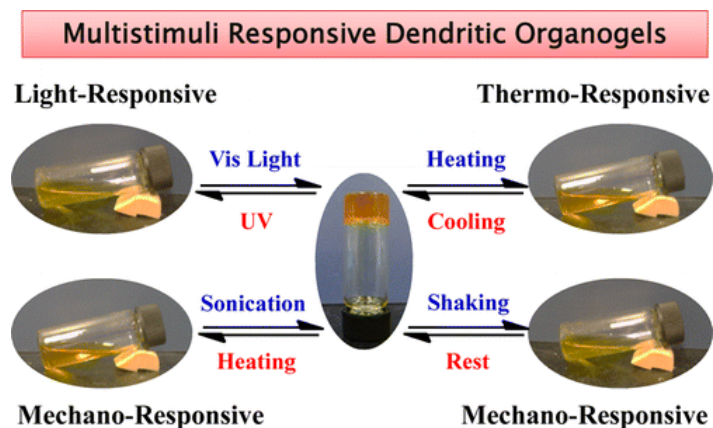 Multistimuli Responsive Dendritic Organogels
Light-Responsive
Thermo-Responsive
Vis Light
Heating
UV
Cooling
Sonication
Shaking
Heating
Rest
Mechano-Responsive
Mechano-Responsive